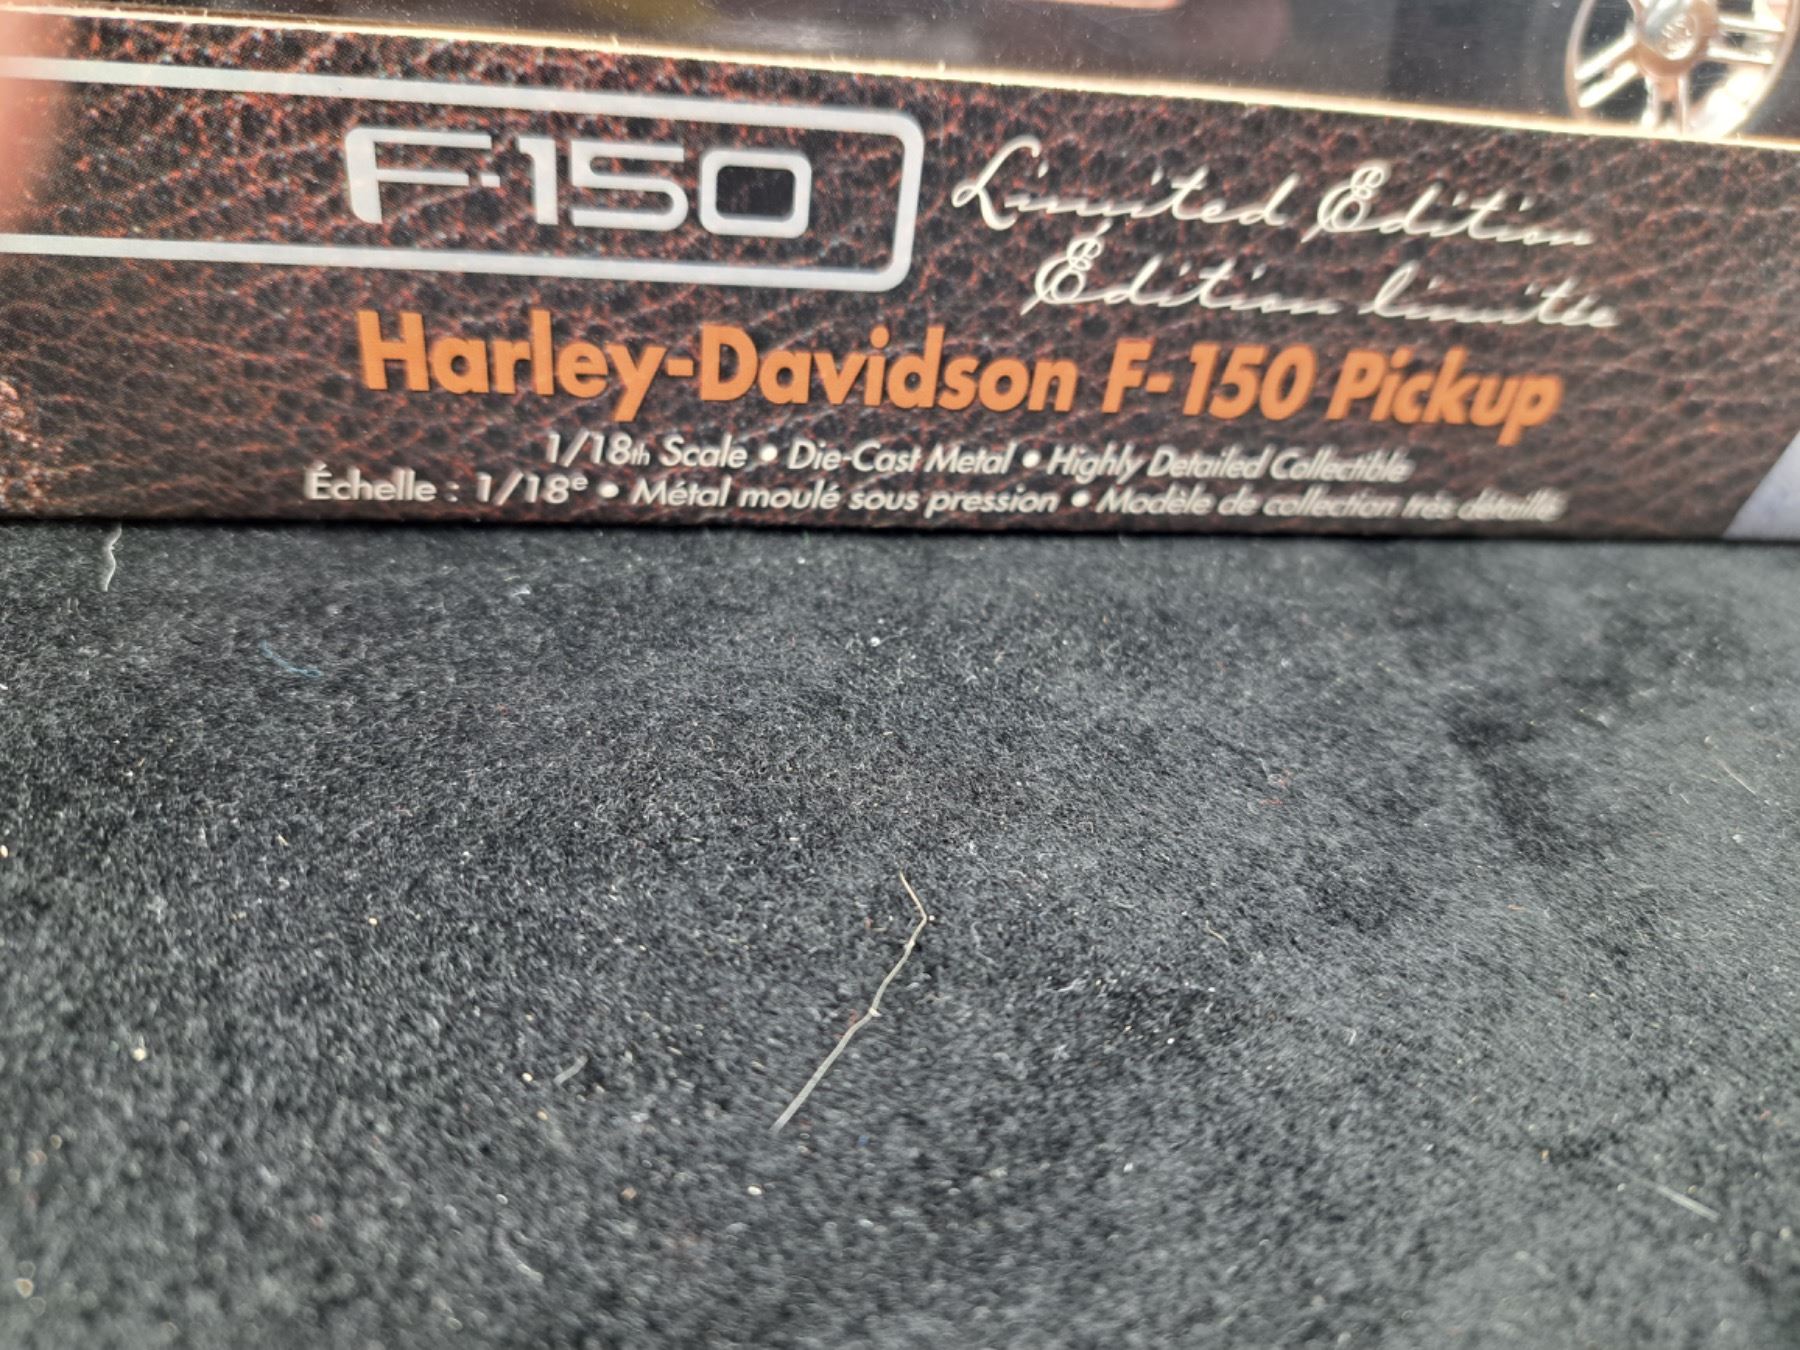 F-150
Limited Edition
Édition limitée
Harley-Davidson F-150 Pickup
1/18th Scale • Die-Cast Metal • Highly Detailed Collectible
Échelle : 1/18e • Métal moulé sous pression • Modèle de collection très détaillé